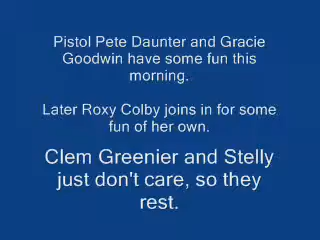 Pistol Pete Daunter and Gracie
Goodwin have some fun this
morning.
Later Roxy Colby joins in for some
fun of her own.
Clem Greenier and Stelly
just don't care, so they
rest.